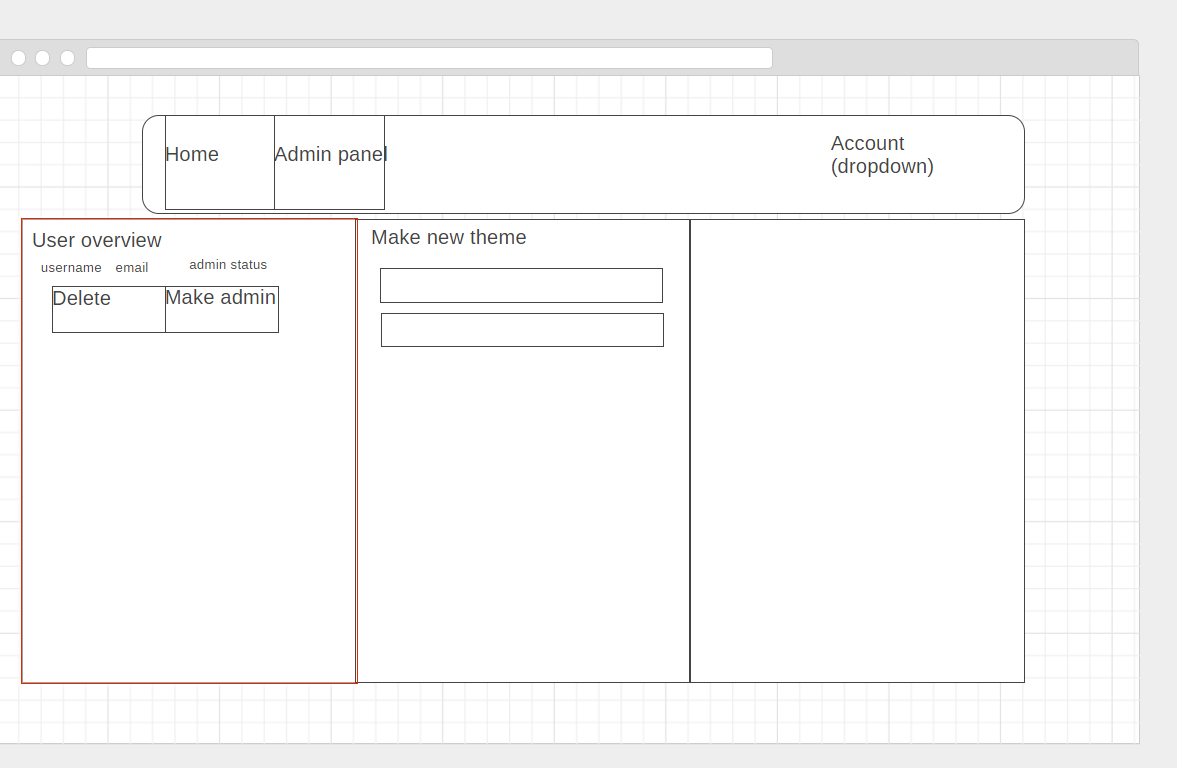 Home
Admin panel
Account
(dropdown)
User overview
username email admin status
Delete
Make admin
Make new theme